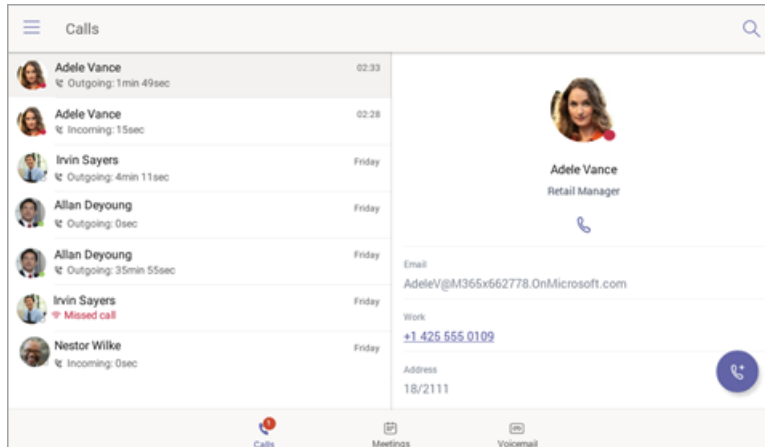 Calls
Adele Vance 02:33
Outgoing: 1min 49sec
Adele Vance 02:28
Incoming: 15sec
Irvin Sayers Friday
Outgoing: 4min 11sec
Allan Deyoung Friday
Outgoing: 0sec
Allan Deyoung Friday
Outgoing: 35min 55sec
Irvin Sayers Friday
Missed call
Nestor Wilke Friday
Incoming: 0sec
Adele Vance
Retail Manager
Email
AdeleV@M365x662778.OnMicrosoft.com
Work
+1 425 555 0109
Address
18/2111
1
Calls Meetings Voicemail